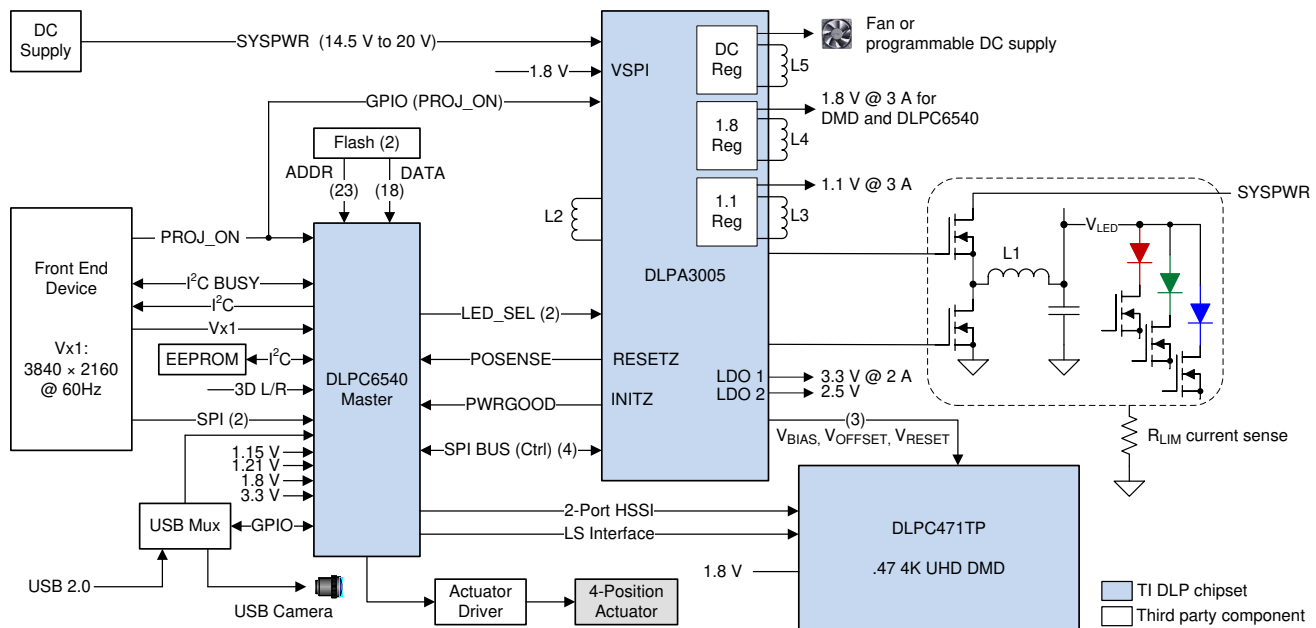 DC
Supply
SYSPWR (14.5 V to 20 V)
1.8 V
VSPI
GPIO (PROJ_ON)
DC
Reg
L5
Fan or
programmable DC supply
1.8
Reg
L4
1.8 V @ 3 A for
DMD and DLPC6540
1.1
Reg
L3
1.1 V @ 3 A
Flash (2)
ADDR
(23)
DATA
(18)
L2
DLPA3005
SYSPWR
V_LED
L1
Front End
Device
Vx1:
3840 × 2160
@ 60Hz
PROJ_ON
I²C BUSY
I²C
Vx1
EEPROM
I²C
3D L/R
SPI (2)
1.15 V
1.21 V
1.8 V
3.3 V
DLPC6540
Master
LED_SEL (2)
POSENSE
RESETZ
PWRGOOD
INITZ
SPI BUS (Ctrl) (4)
LDO 1
3.3 V @ 2 A
LDO 2
2.5 V
(3)
V_BIAS, V_OFFSET, V_RESET
R_LIM current sense
USB Mux
GPIO
USB 2.0
USB Camera
2-Port HSSI
LS Interface
DLPC471TP
.47 4K UHD DMD
1.8 V
Actuator
Driver
4-Position
Actuator
TI DLP chipset
Third party component